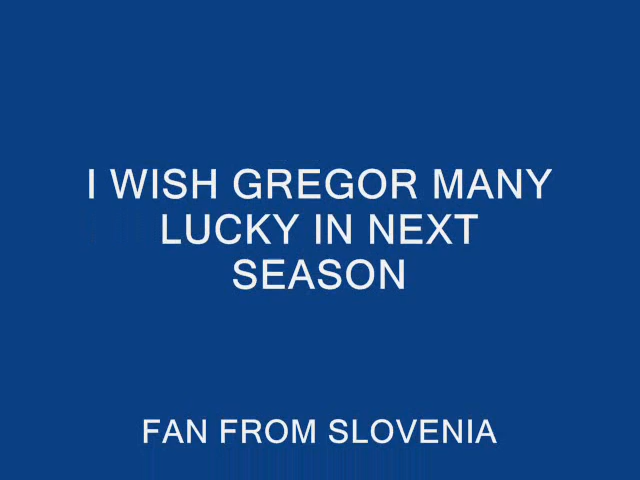 I WISH GREGOR MANY
LUCKY IN NEXT
SEASON
FAN FROM SLOVENIA